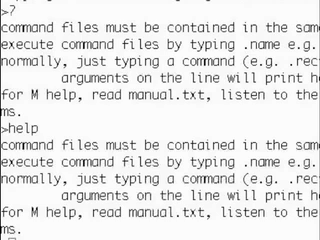 >?
command files must be contained in the same
execute command files by typing .name e.g.
normally, just typing a command (e.g. .rec
arguments on the line will print h
for M help, read manual.txt, listen to the
ms.
>help
command files must be contained in the same
execute command files by typing .name e.g.
normally, just typing a command (e.g. .rec
arguments on the line will print h
for M help, read manual.txt, listen to the
ms.